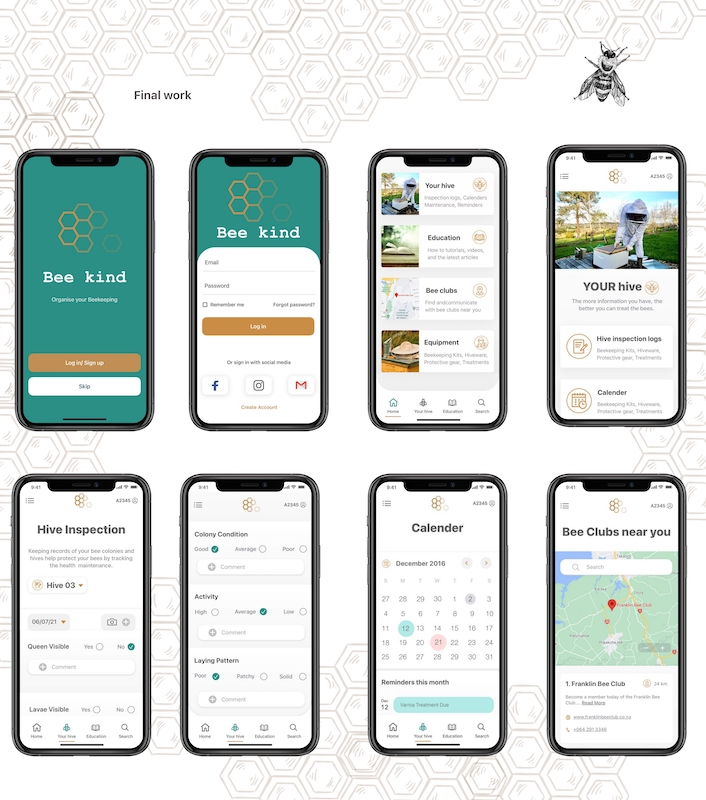 Final work
Bee kind
Organise your Beekeeping
Log in/ Sign up
Skip
Bee kind
Email
Password
Remember me
Forgot password?
Log in
Or sign in with social media
Create Account
Your hive
Inspection logs, Calenders
Maintenance, Reminders
Education
How to tutorials, videos,
and the latest articles
Bee clubs
Find andcommunicate
with bee clubs near you
Equipment
Beekeeping Kits, Hiveware,
Protective gear, Treatments
Home
Your hive
Education
Search
9:41
A2345
YOUR hive
The more information you have, the
better you can treat the bees.
Hive inspection logs
Beekeeping Kits, Hiveware,
Protective gear, Treatments
Calender
Beekeeping Kits, Hiveware,
Protective gear, Treatments
9:41
A2345
Hive Inspection
Keeping records of your bee colonies and
hives help protect your bees by tracking
the health maintenance.
Hive 03
06/07/21
Queen Visible
Yes
No
Comment
Lavae Visible
Yes
No
Home
Your hive
Education
Search
9:41
A2345
Colony Condition
Good
Average
Poor
Comment
Activity
High
Average
Low
Comment
Laying Pattern
Poor
Patchy
Solid
Comment
Home
Your hive
Education
Search
9:41
A2345
Calender
December 2016
S M T W T F S
27 28 29 30 1 2 3
4 5 6 7 8 9 10
11 12 13 14 15 16 17
18 19 20 21 22 23 24
25 26 27 28 29 30 31
Reminders this month
Dec
12
Varroa Treatment Due
Home
Your hive
Education
Search
9:41
A2345
Bee Clubs near you
Search
Franklin Bee Club
1. Franklin Bee Club
24 km
Become a member today of the Franklin Bee
Club... Read More
www.franklinbeeclub.co.nz
+064 291 3348